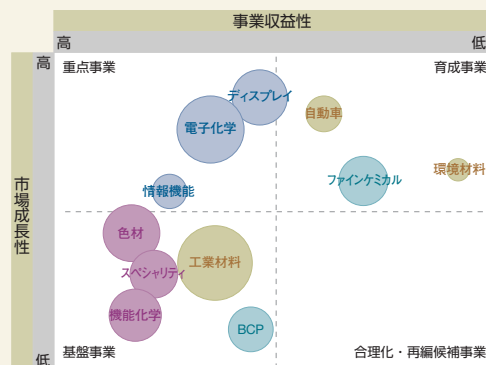 事業収益性
高
低
市場成長性
高
低
重点事業
育成事業
ディスプレイ
電子化学
自動車
情報機能
ファインケミカル
環境材料
色材
スペシャリティ
工業材料
機能化学
BCP
基盤事業
合理化・再編候補事業